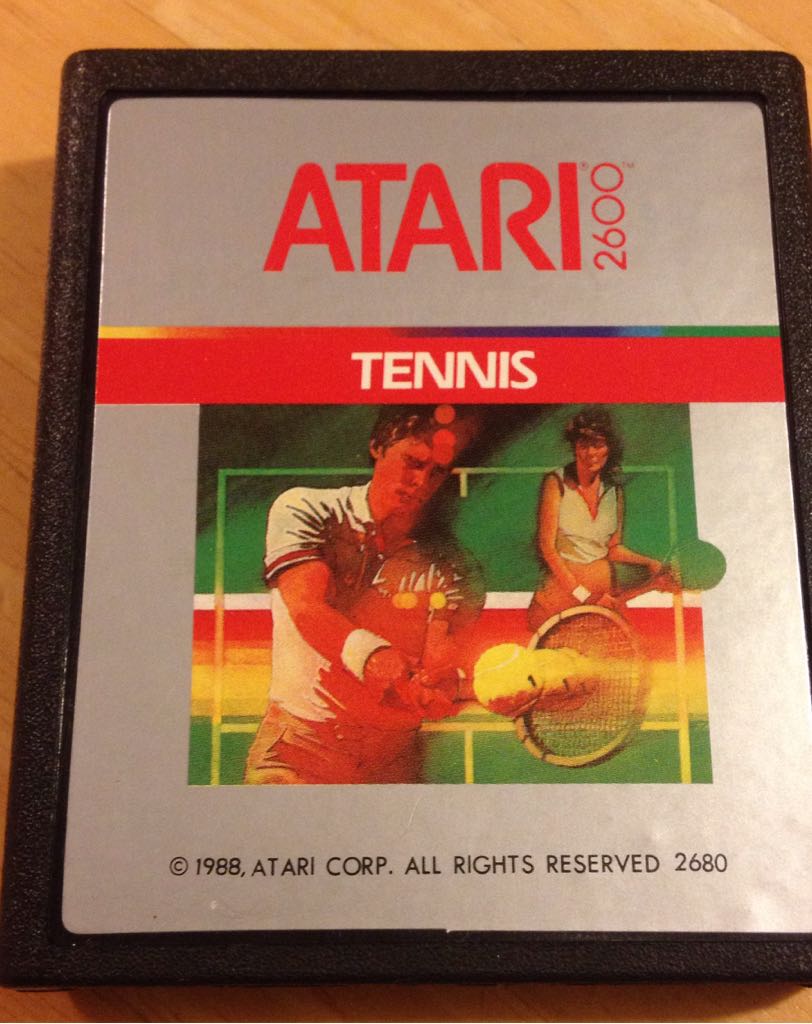 ATARI® 2600™
TENNIS
© 1988, ATARI CORP. ALL RIGHTS RESERVED 2680